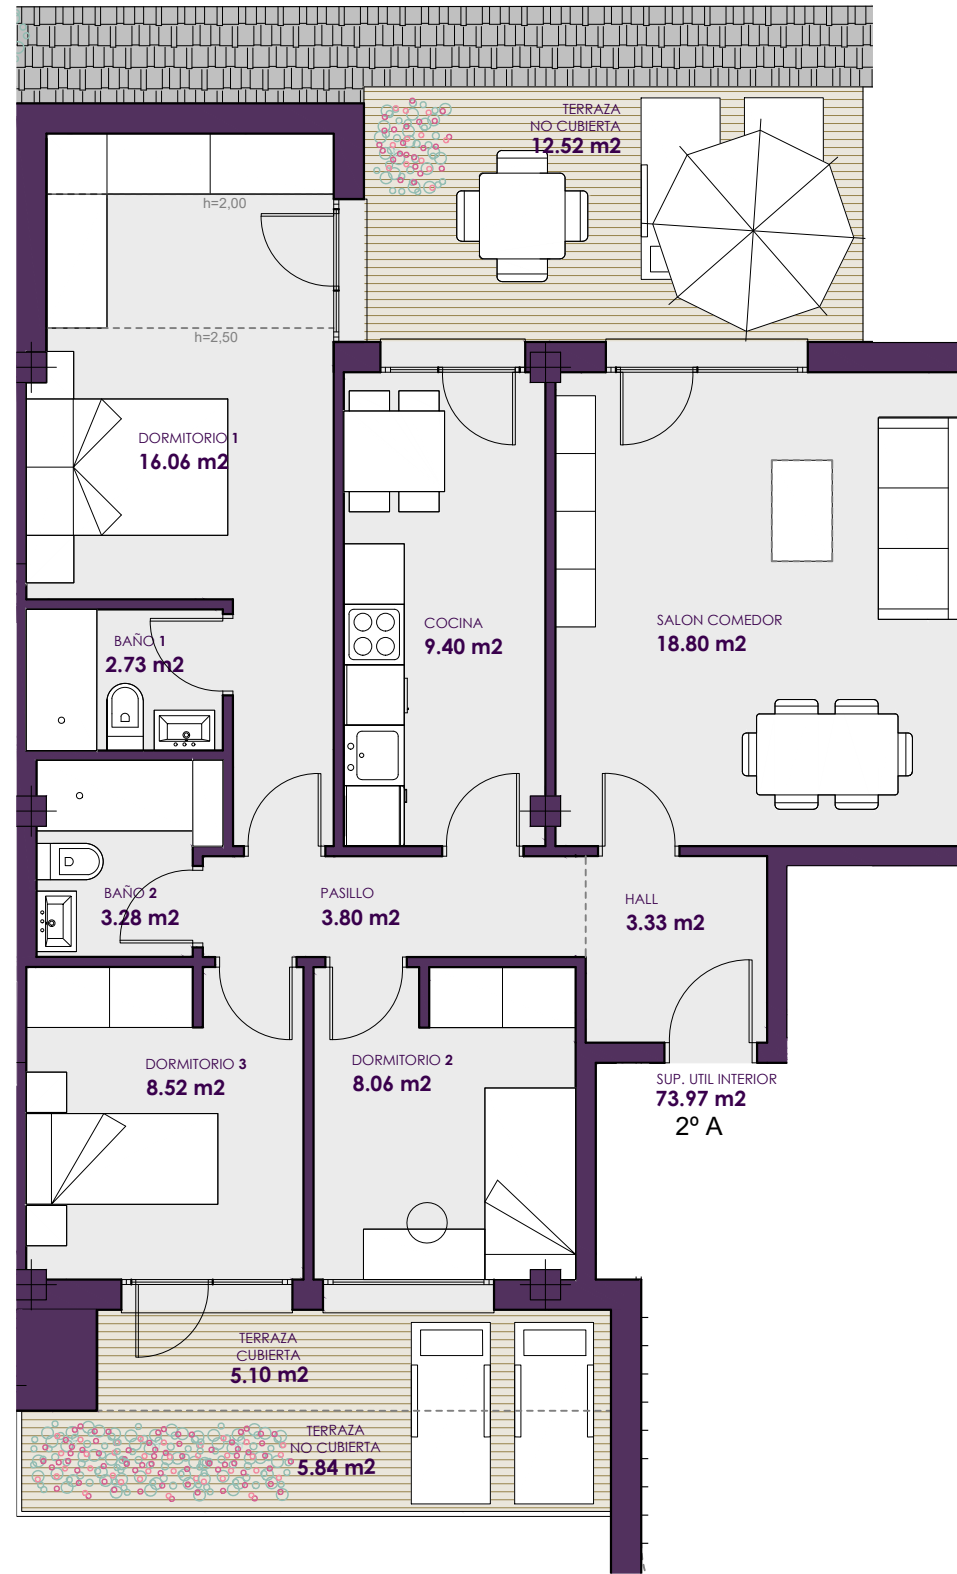 TERRAZA
NO CUBIERTA
12.52 m2
h=2,00
h=2,50
DORMITORIO 1
16.06 m2
COCINA
9.40 m2
SALON COMEDOR
18.80 m2
BAÑO 1
2.73 m2
BAÑO 2
3.28 m2
PASILLO
3.80 m2
HALL
3.33 m2
DORMITORIO 3
8.52 m2
DORMITORIO 2
8.06 m2
SUP. UTIL INTERIOR
73.97 m2
2º A
TERRAZA
CUBIERTA
5.10 m2
TERRAZA
NO CUBIERTA
5.84 m2